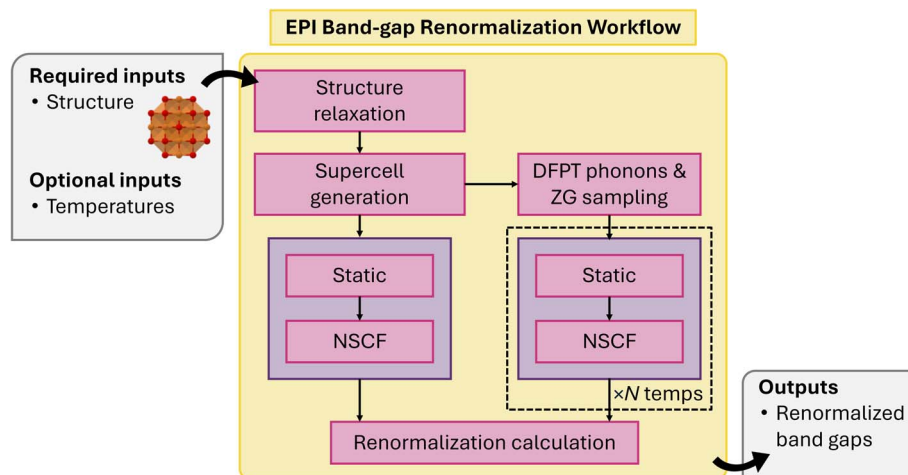 EPI Band-gap Renormalization Workflow
Required inputs
• Structure
Optional inputs
• Temperatures
Structure
relaxation
Supercell
generation
DFPT phonons &
ZG sampling
Static
NSCF
Static
NSCF
×N temps
Renormalization calculation
Outputs
• Renormalized
band gaps